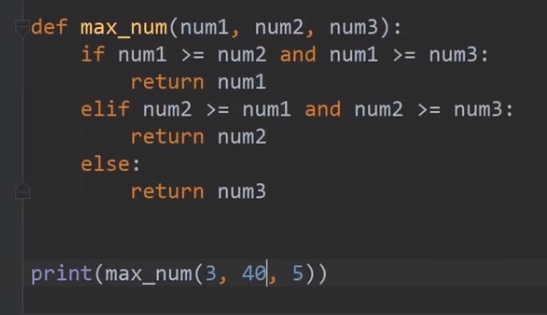 def max_num(num1, num2, num3):
    if num1 >= num2 and num1 >= num3:
        return num1
    elif num2 >= num1 and num2 >= num3:
        return num2
    else:
        return num3
print(max_num(3, 40, 5))